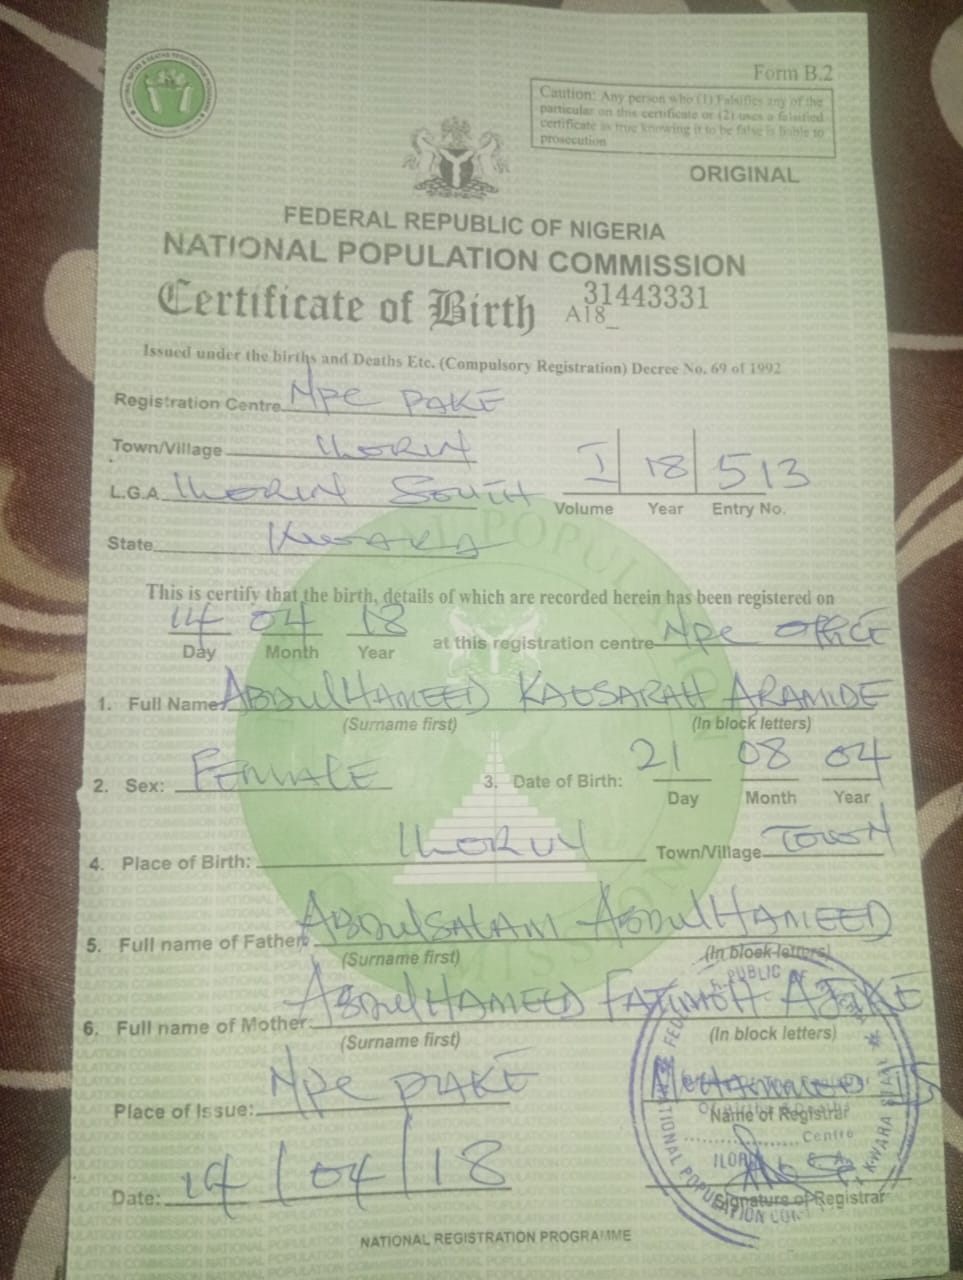 Form B.2
Caution: Any person who (1) Falsifies any of the
particular on this certificate or (2) uses a falsified
certificate as true knowing it to be false is liable to
prosecution
ORIGINAL
FEDERAL REPUBLIC OF NIGERIA
NATIONAL POPULATION COMMISSION
Certificate of Birth A18_ 31443331
Issued under the births and Deaths Etc. (Compulsory Registration) Decree No. 69 of 1992
Registration Centre NPC PAKE
Town/Village ILORIN
L.G.A. ILORIN SOUTH I 18 513
Volume Year Entry No.
State KWARA
This is certify that the birth, details of which are recorded herein has been registered on
14 04 18 at this registration centre NPC OFFICE
Day Month Year
1. Full Name ABDULHAMEED KAOSARAH ARAMIDE
(Surname first) (In block letters)
2. Sex: FEMALE 3. Date of Birth: 21 08 04
Day Month Year
4. Place of Birth: ILORIN Town/Village TOWN
5. Full name of Father: ABDULSALAM ABDULHAMEED
(Surname first) (In block letters)
6. Full name of Mother: ABDULHAMEED FATIMOH AJOKE
(Surname first) (In block letters)
Place of Issue: NPC PAKE
Name of Registrar
Centre
Date: 14/04/18
Signature of Registrar
NATIONAL REGISTRATION PROGRAMME